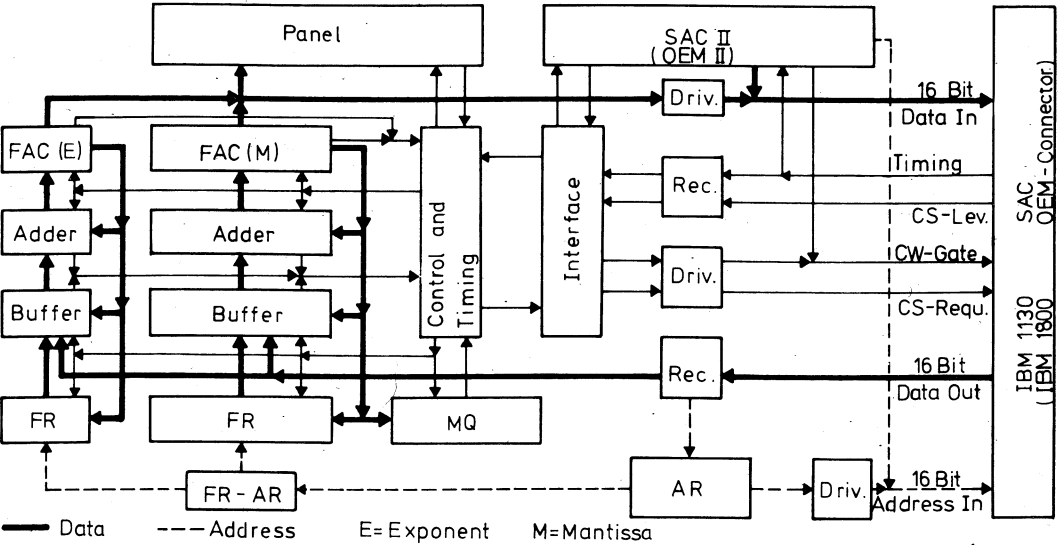 Panel
SAC II
(OEM II)
Driv.
16 Bit
Data In
FAC (E)
FAC (M)
Timing
Rec.
CS-Lev.
Adder
Adder
Control and
Timing
Interface
CW-Gate
Driv.
CS-Requ.
Buffer
Buffer
SAC
OEM-Connector)
IBM 1130
(IBM 1800
Rec.
16 Bit
Data Out
FR
FR
MQ
FR-AR
AR
Driv.
16 Bit
Address In
Data
Address
E=Exponent
M=Mantissa